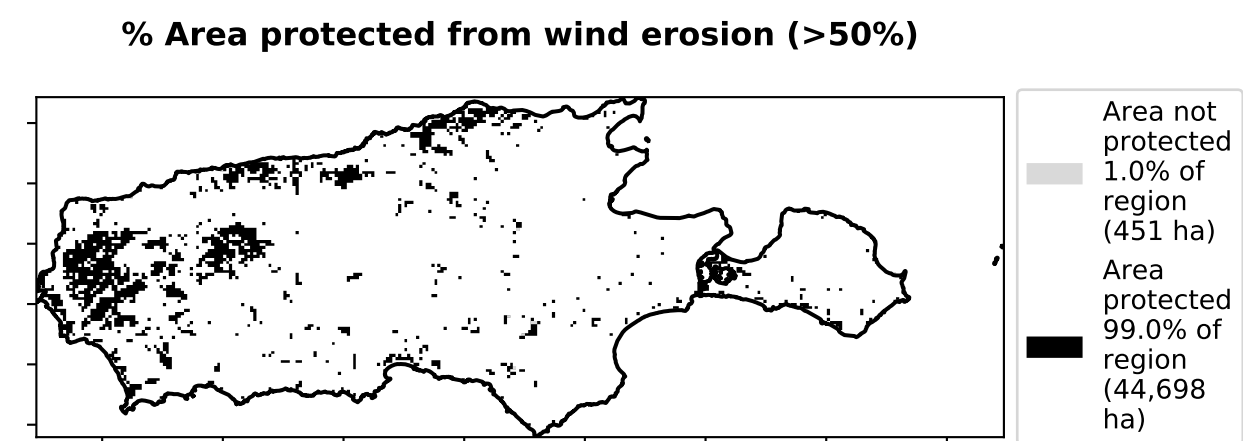 % Area protected from wind erosion (>50%)
Area not
protected
1.0% of
region
(451 ha)
Area
protected
99.0% of
region
(44,698
ha)